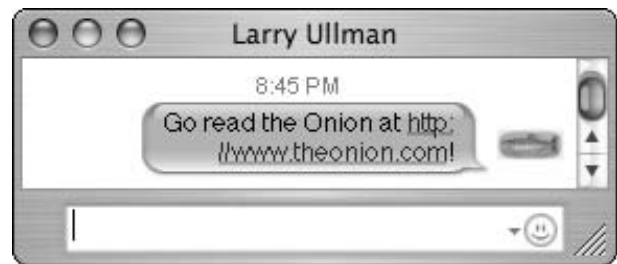 Larry Ullman
8:45 PM
Go read the Onion at http:
//www.theonion.com!